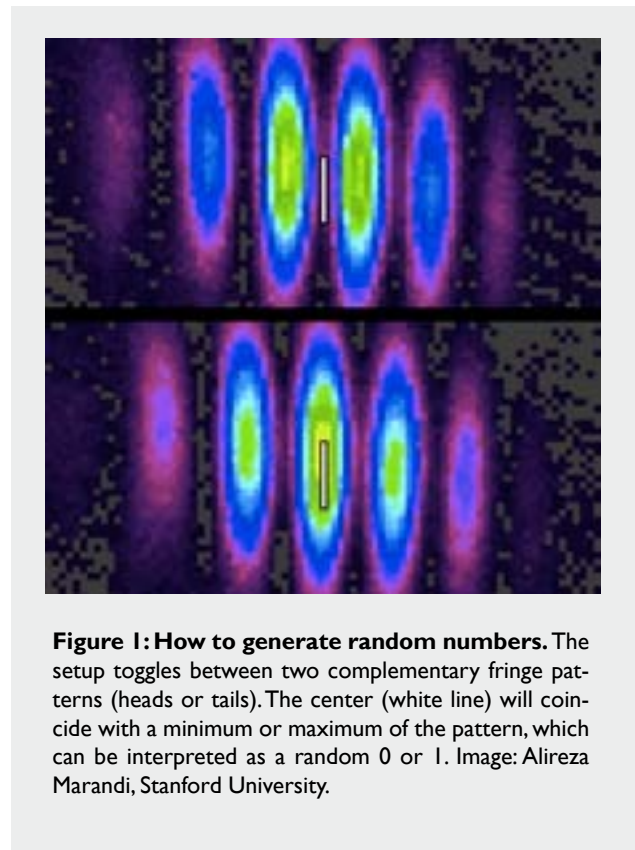 Figure 1: How to generate random numbers. The
setup toggles between two complementary fringe pat-
terns (heads or tails). The center (white line) will coin-
cide with a minimum or maximum of the pattern, which
can be interpreted as a random 0 or 1. Image: Alireza
Marandi, Stanford University.